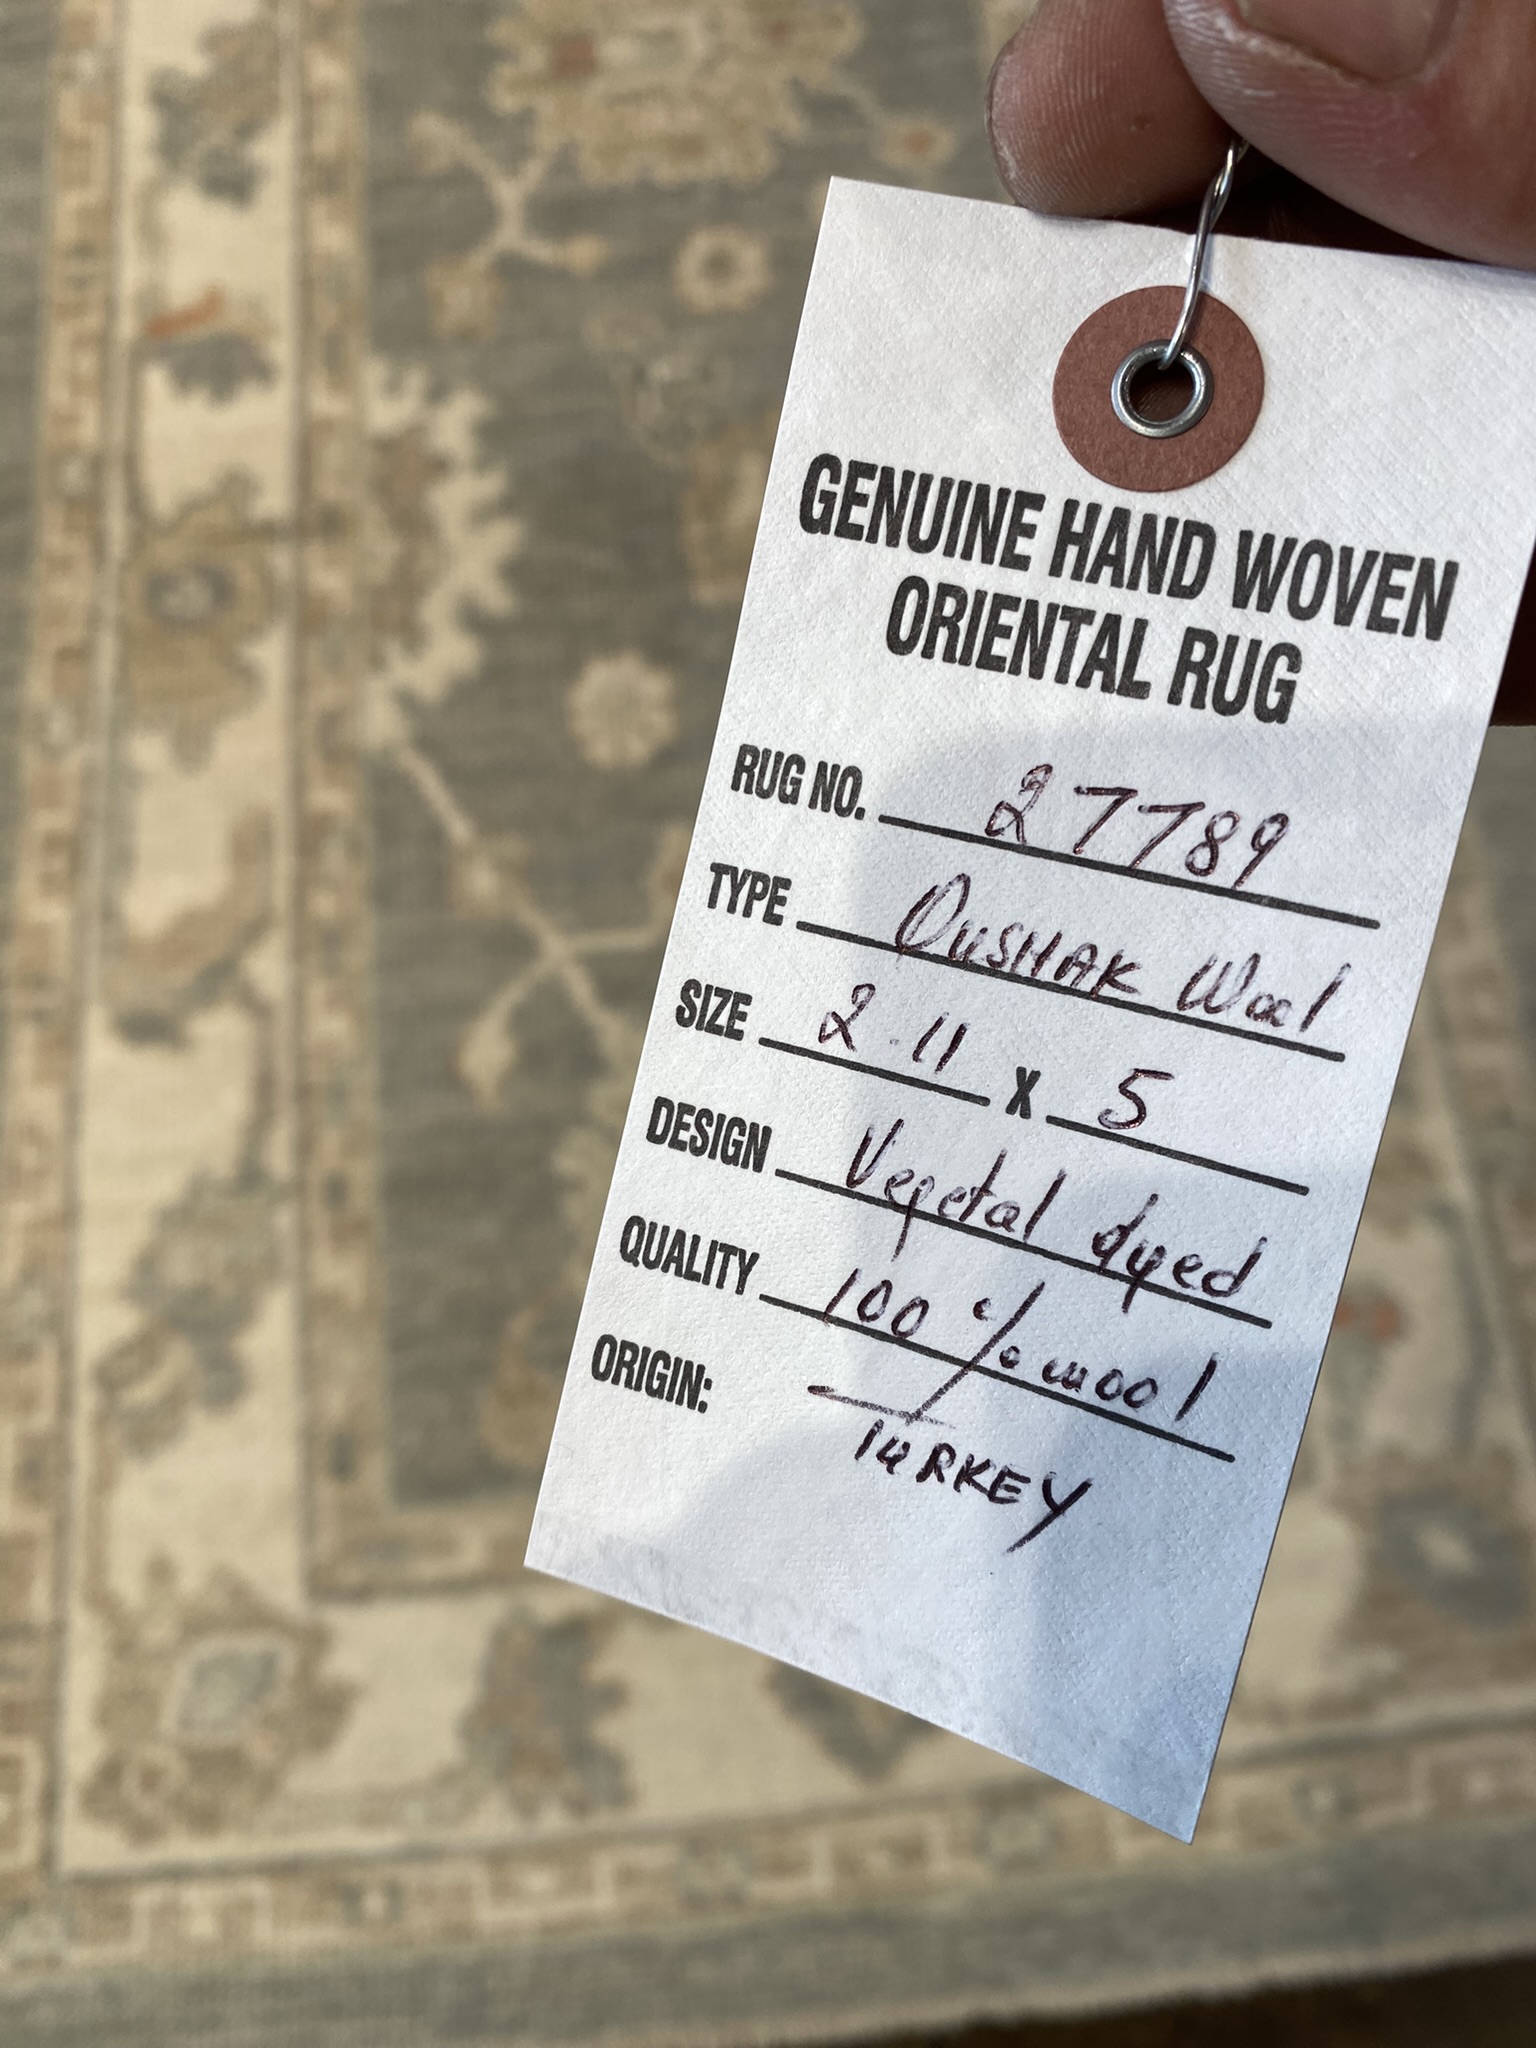 GENUINE HAND WOVEN
ORIENTAL RUG
RUG NO. 27789
TYPE OUSHAK Wool
SIZE 2.11 X 5
DESIGN Vegetal dyed
QUALITY 100 % wool
ORIGIN: TURKEY